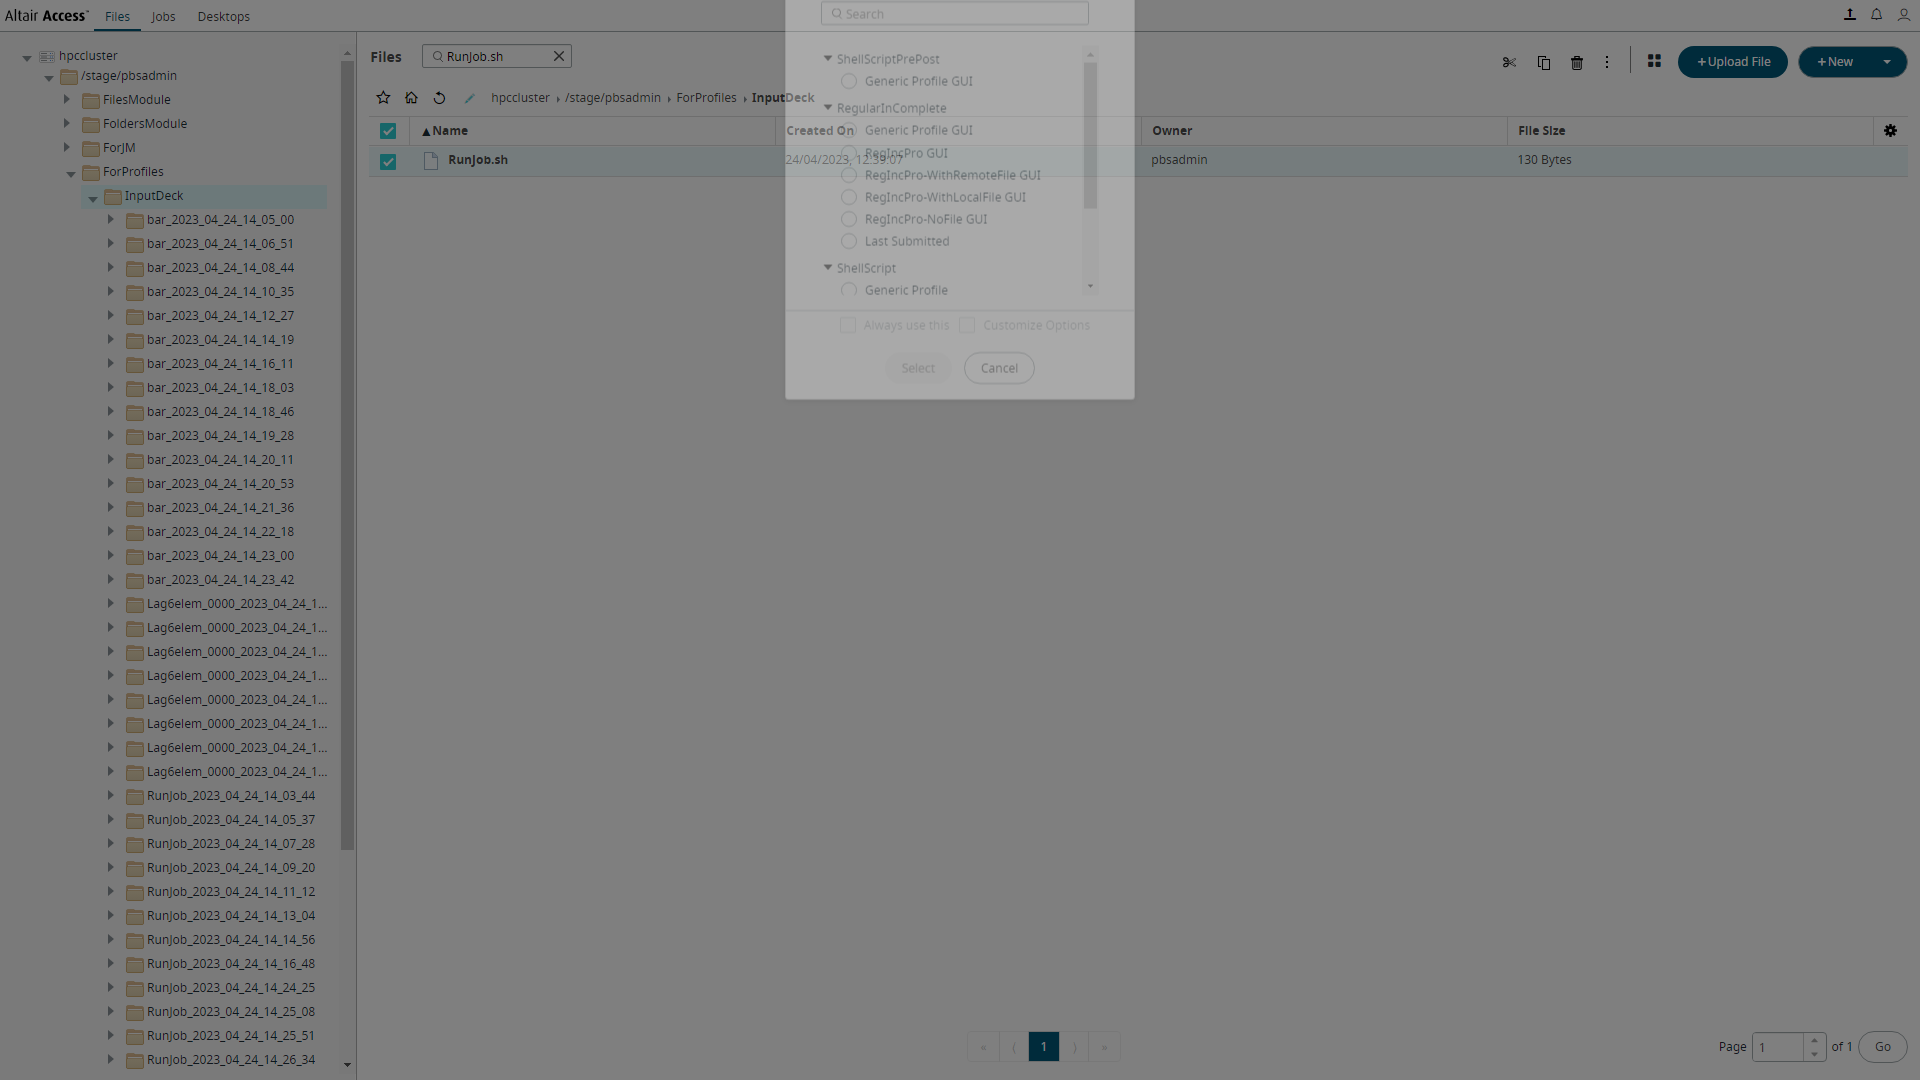 Altair Access™ Files Jobs Desktops
Search
hpccluster
/stage/pbsadmin
FilesModule
FoldersModule
ForJM
ForProfiles
InputDeck
bar_2023_04_24_14_05_00
bar_2023_04_24_14_06_51
bar_2023_04_24_14_08_44
bar_2023_04_24_14_10_35
bar_2023_04_24_14_12_27
bar_2023_04_24_14_14_19
bar_2023_04_24_14_16_11
bar_2023_04_24_14_18_03
bar_2023_04_24_14_18_46
bar_2023_04_24_14_19_28
bar_2023_04_24_14_20_11
bar_2023_04_24_14_20_53
bar_2023_04_24_14_21_36
bar_2023_04_24_14_22_18
bar_2023_04_24_14_23_00
bar_2023_04_24_14_23_42
Lag6elem_0000_2023_04_24_1...
Lag6elem_0000_2023_04_24_1...
Lag6elem_0000_2023_04_24_1...
Lag6elem_0000_2023_04_24_1...
Lag6elem_0000_2023_04_24_1...
Lag6elem_0000_2023_04_24_1...
Lag6elem_0000_2023_04_24_1...
Lag6elem_0000_2023_04_24_1...
RunJob_2023_04_24_14_03_44
RunJob_2023_04_24_14_05_37
RunJob_2023_04_24_14_07_28
RunJob_2023_04_24_14_09_20
RunJob_2023_04_24_14_11_12
RunJob_2023_04_24_14_13_04
RunJob_2023_04_24_14_14_56
RunJob_2023_04_24_14_16_48
RunJob_2023_04_24_14_24_25
RunJob_2023_04_24_14_25_08
RunJob_2023_04_24_14_25_51
RunJob_2023_04_24_14_26_34
Files RunJob.sh +Upload File +New
hpccluster › /stage/pbsadmin › ForProfiles › InputDeck
Name Created On Owner File Size
RunJob.sh 24/04/2023, 12:39:07 pbsadmin 130 Bytes
ShellScriptPrePost
Generic Profile GUI
RegularInComplete
Generic Profile GUI
RegIncPro GUI
RegIncPro-WithRemoteFile GUI
RegIncPro-WithLocalFile GUI
RegIncPro-NoFile GUI
Last Submitted
ShellScript
Generic Profile
Always use this Customize Options
Select Cancel
« ⟨ 1 ⟩ »
Page 1 of 1 Go